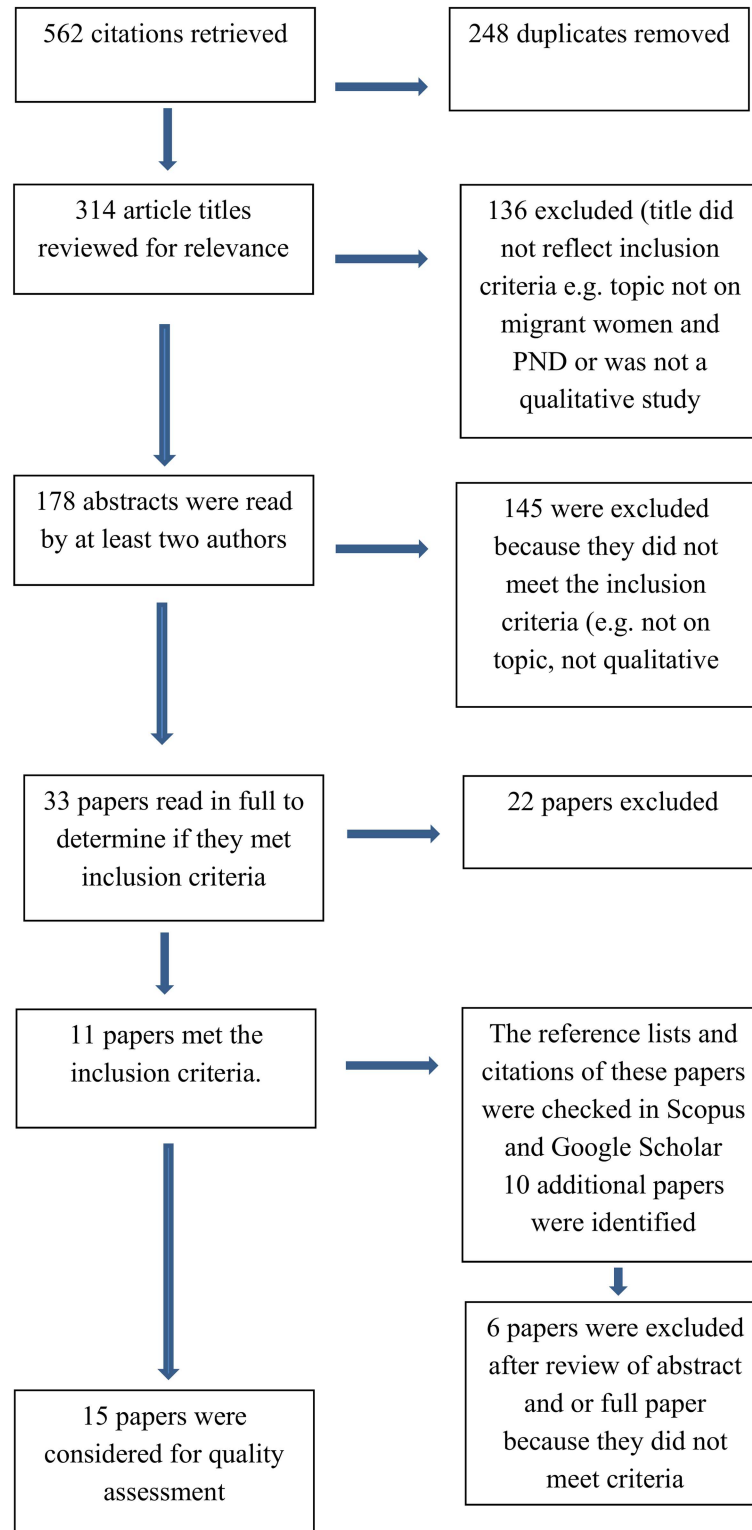 562 citations retrieved
248 duplicates removed
314 article titles
reviewed for relevance
136 excluded (title did
not reflect inclusion
criteria e.g. topic not on
migrant women and
PND or was not a
qualitative study
178 abstracts were read
by at least two authors
145 were excluded
because they did not
meet the inclusion
criteria (e.g. not on
topic, not qualitative
33 papers read in full to
determine if they met
inclusion criteria
22 papers excluded
11 papers met the
inclusion criteria.
The reference lists and
citations of these papers
were checked in Scopus
and Google Scholar
10 additional papers
were identified
6 papers were excluded
after review of abstract
and or full paper
because they did not
meet criteria
15 papers were
considered for quality
assessment